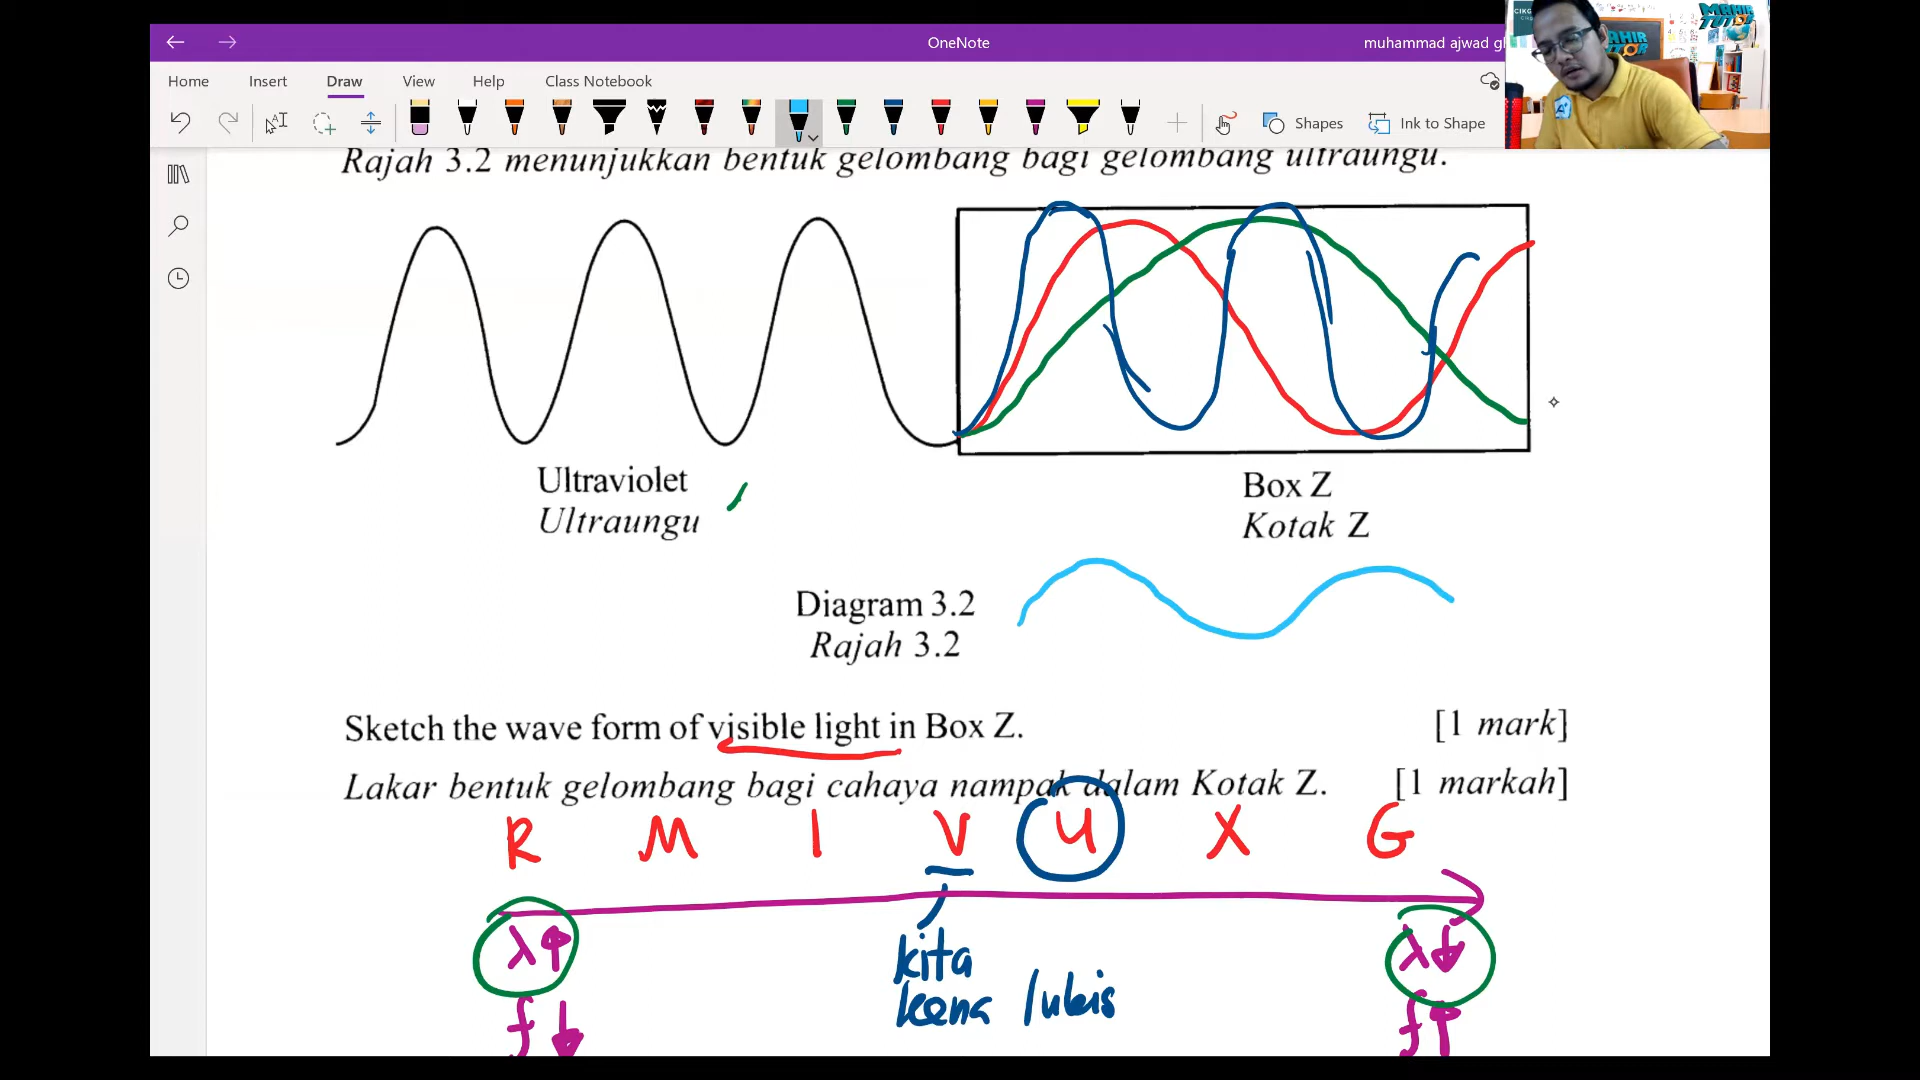 OneNote
muhammad ajwad
Home Insert Draw View Help Class Notebook
Shapes
Ink to Shape
MAHIR
TUTOR
Rajah 3.2 menunjukkan bentuk gelombang bagi gelombang ultraungu.
Ultraviolet
Ultraungu
Box Z
Kotak Z
Diagram 3.2
Rajah 3.2
Sketch the wave form of visible light in Box Z. [1 mark]
Lakar bentuk gelombang bagi cahaya nampak dalam Kotak Z. [1 markah]
R M I V U X G
λ↑ λ↓
kita
kena lukis
f↓ f↑